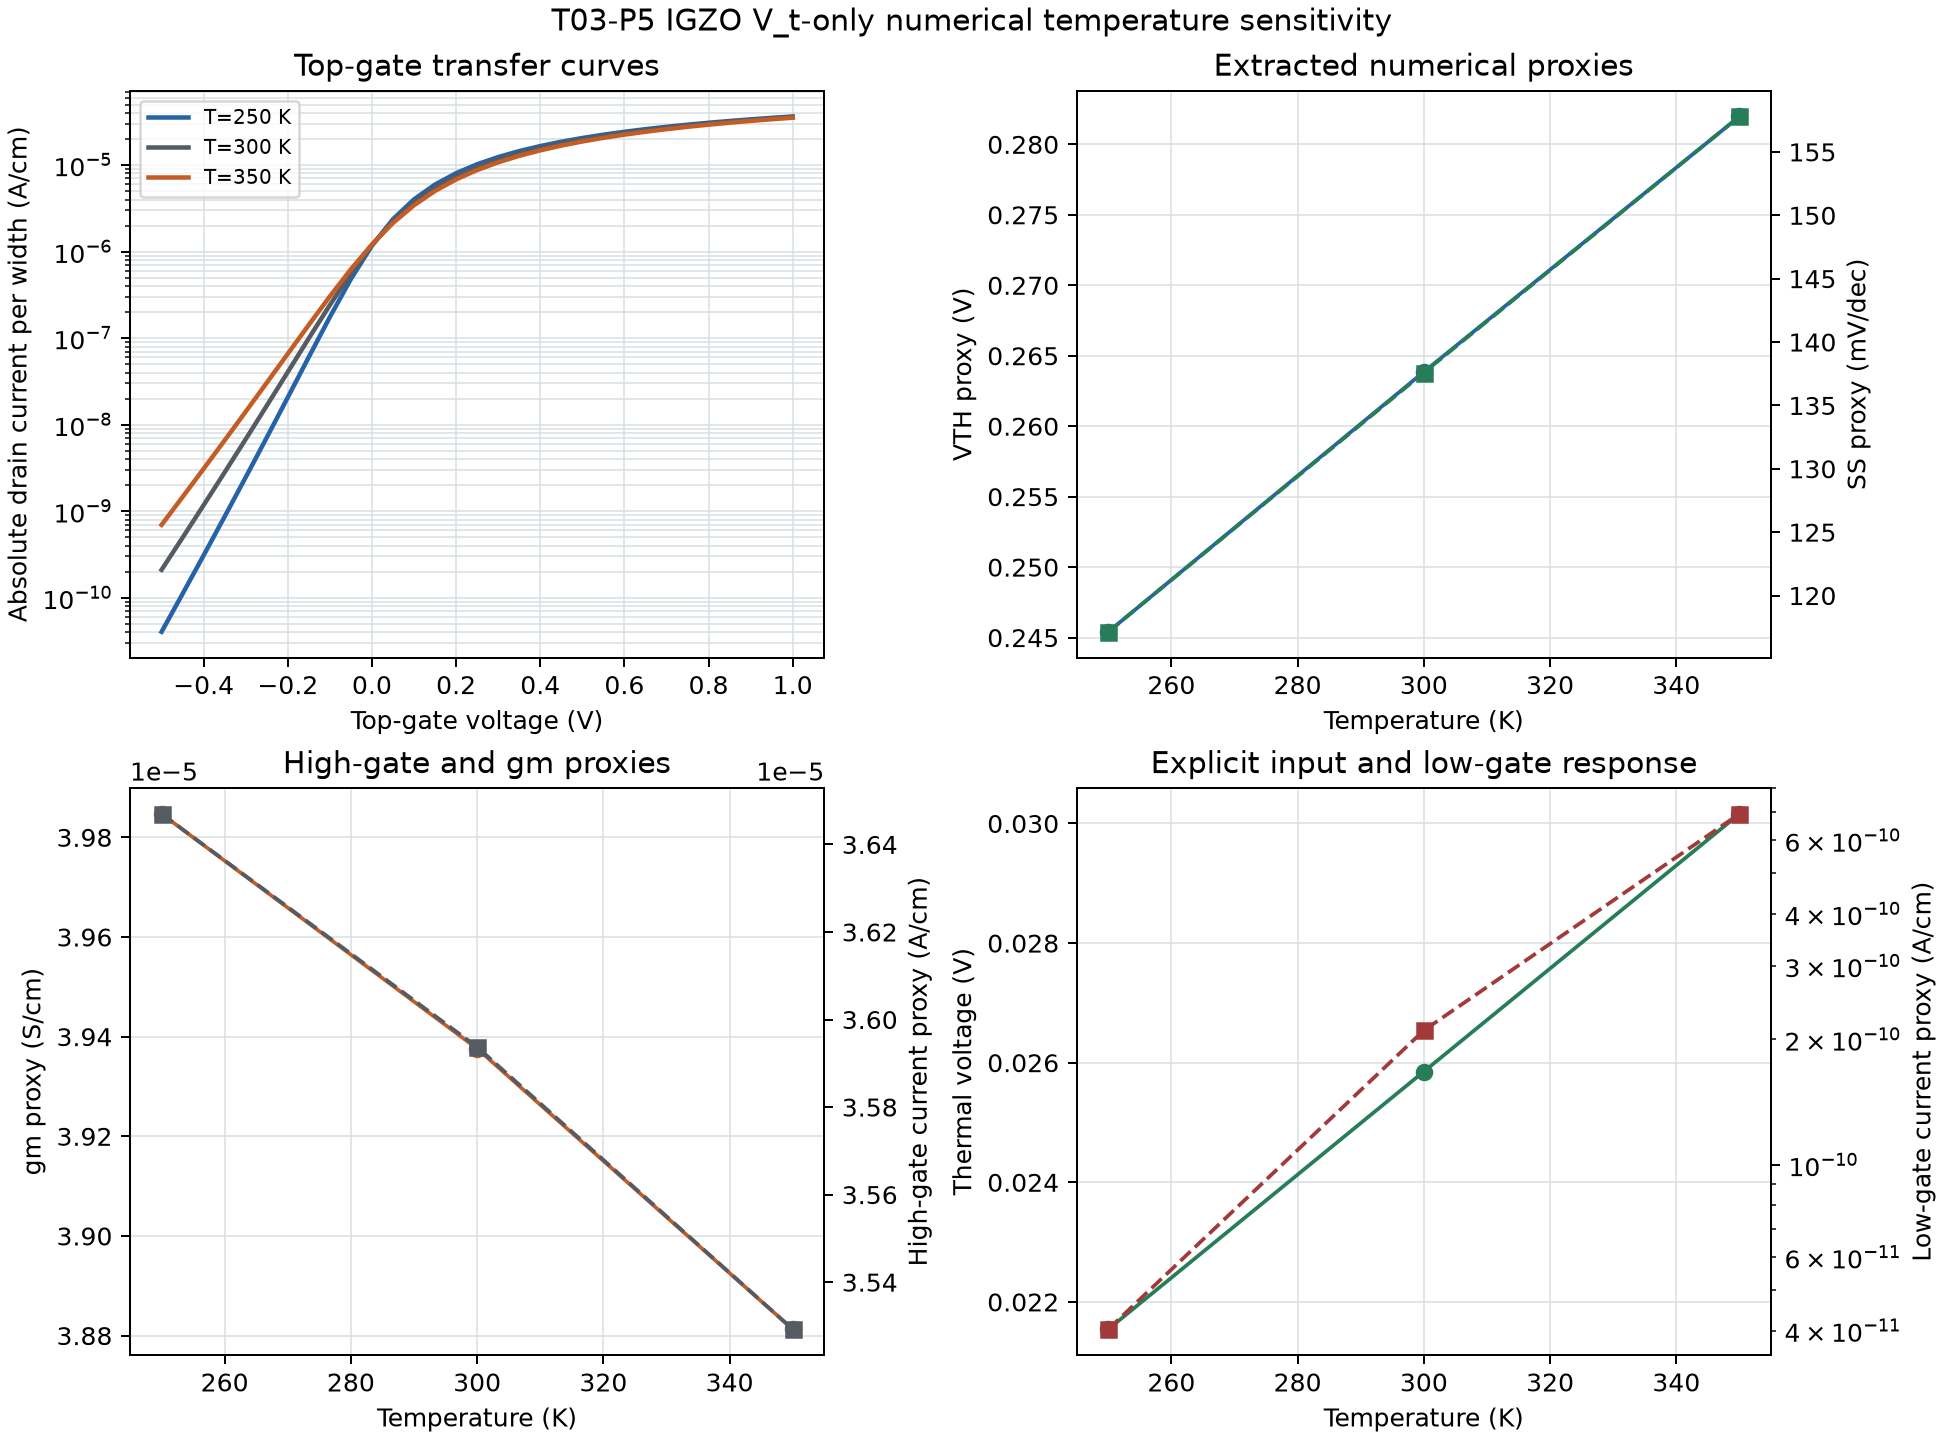 T03-P5 IGZO V_t-only numerical temperature sensitivity
Top-gate transfer curves
T=250 K
T=300 K
T=350 K
Absolute drain current per width (A/cm)
10⁻⁵
10⁻⁶
10⁻⁷
10⁻⁸
10⁻⁹
10⁻¹⁰
−0.4 −0.2 0.0 0.2 0.4 0.6 0.8 1.0
Top-gate voltage (V)
Extracted numerical proxies
VTH proxy (V)
0.280
0.275
0.270
0.265
0.260
0.255
0.250
0.245
155
150
145
140
135
130
125
120
SS proxy (mV/dec)
260 280 300 320 340
Temperature (K)
High-gate and gm proxies
1e−5
1e−5
gm proxy (S/cm)
3.98
3.96
3.94
3.92
3.90
3.88
3.64
3.62
3.60
3.58
3.56
3.54
High-gate current proxy (A/cm)
260 280 300 320 340
Temperature (K)
Explicit input and low-gate response
Thermal voltage (V)
0.030
0.028
0.026
0.024
0.022
6 × 10⁻¹⁰
4 × 10⁻¹⁰
3 × 10⁻¹⁰
2 × 10⁻¹⁰
10⁻¹⁰
6 × 10⁻¹¹
4 × 10⁻¹¹
Low-gate current proxy (A/cm)
260 280 300 320 340
Temperature (K)